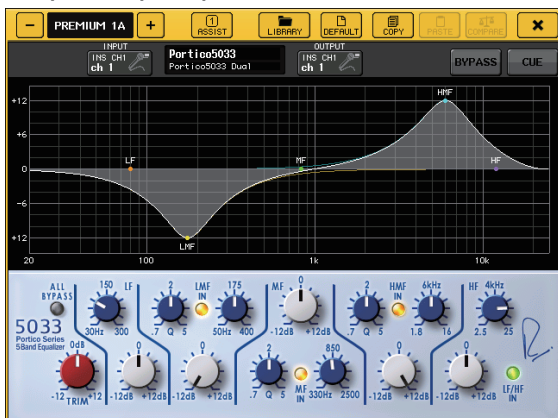 − PREMIUM 1A + 1 ASSIST LIBRARY DEFAULT COPY PASTE COMPARE ×
INPUT OUTPUT
INS CH1 ch 1 Portico5033 INS CH1 ch 1 BYPASS CUE
Portico5033 Dual
HMF
+12
+6
LF MF HF
0
-6
+12
LMF
20 100 1k 10k
ALL BYPASS 150 LF 2 LMF IN 175 MF 0 2 HMF IN 6kHz HF 4kHz
30Hz 300 .7 Q 5 50Hz 400 -12dB +12dB .7 Q 5 1.8 16 2.5 25
5033
Portico Series
5Band Equalizer
0dB 0 0 2 850 0 0
-12 +12 -12dB +12dB -12dB +12dB .7 Q 5 MF IN 330Hz 2500 -12dB +12dB -12dB +12dB LF/HF IN
TRIM